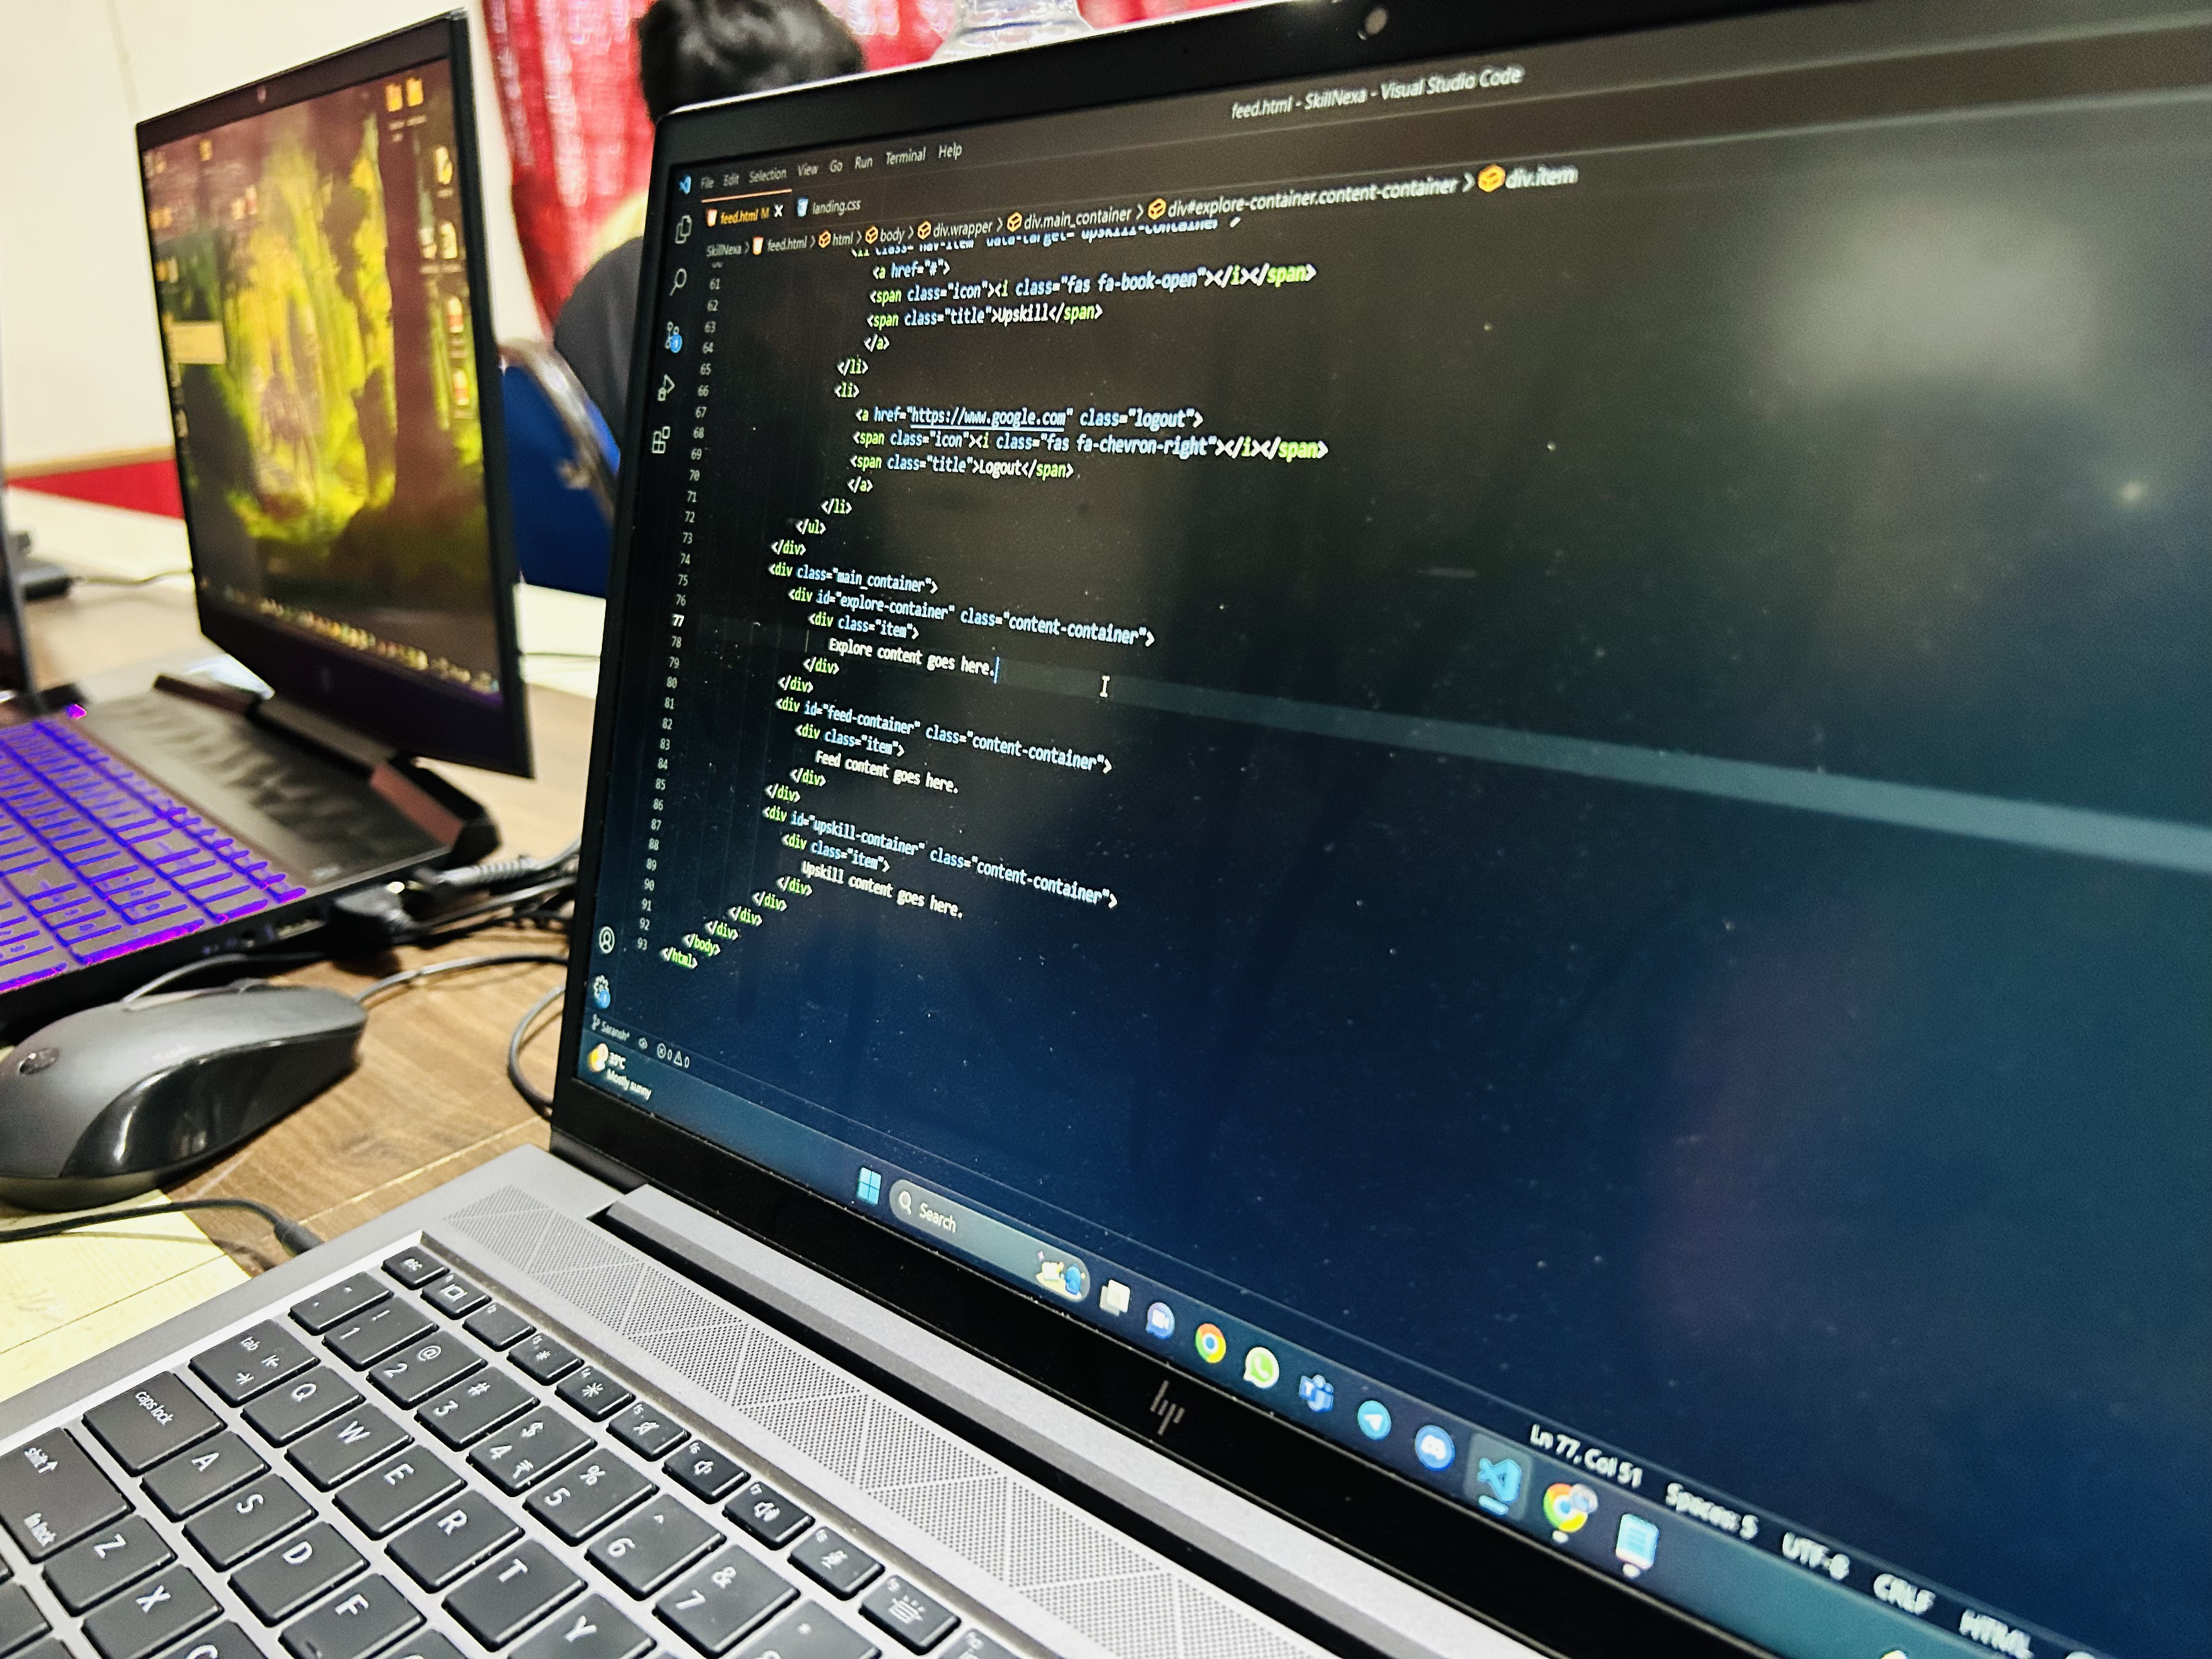 feed.html - SkillNexa - Visual Studio Code
File Edit Selection View Go Run Terminal Help
feed.html M X landing.css
SkillNexa > feed.html > html > body > div.wrapper > div.main_container > div#explore-container.content-container > div.item
<li class="nav-item" data-target="upskill-container">
61 <a href="#">
62 <span class="icon"><i class="fas fa-book-open"></i></span>
63 <span class="title">Upskill</span>
64 </a>
65 </li>
66 <li>
67 <a href="https://www.google.com" class="logout">
68 <span class="icon"><i class="fas fa-chevron-right"></i></span>
69 <span class="title">Logout</span>
70 </a>
71 </li>
72 </ul>
73 </div>
74 <div class="main_container">
75 <div id="explore-container" class="content-container">
76 <div class="item">
77 Explore content goes here.
78 </div>
79 </div>
80 <div id="feed-container" class="content-container">
81 <div class="item">
82 Feed content goes here.
83 </div>
84 </div>
85 <div id="upskill-container" class="content-container">
86 <div class="item">
87 Upskill content goes here.
88 </div>
89 </div>
90 </div>
91 </div>
92 </body>
93 </html>
Saransh* 0 0
Ln 77, Col 51 Spaces: 5 UTF-8 CRLF HTML
35°C
Mostly sunny
Search
hp
esc
1 ! 2 @ 3 # 4 $ ₹ 5 % 6 ^ 7 & *
tab Q W E R T Y
caps lock A S D F
shift fn lock Z X C